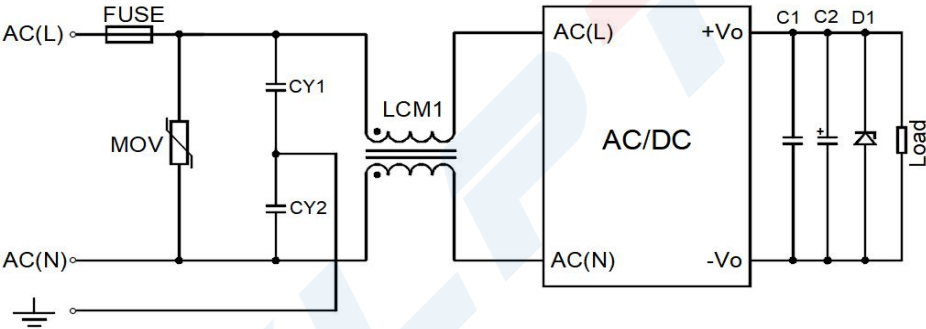 FUSE
AC(L)
MOV
CY1
CY2
AC(N)
LCM1
AC(L)
AC/DC
AC(N)
+Vo
-Vo
C1 C2 D1
+
Load